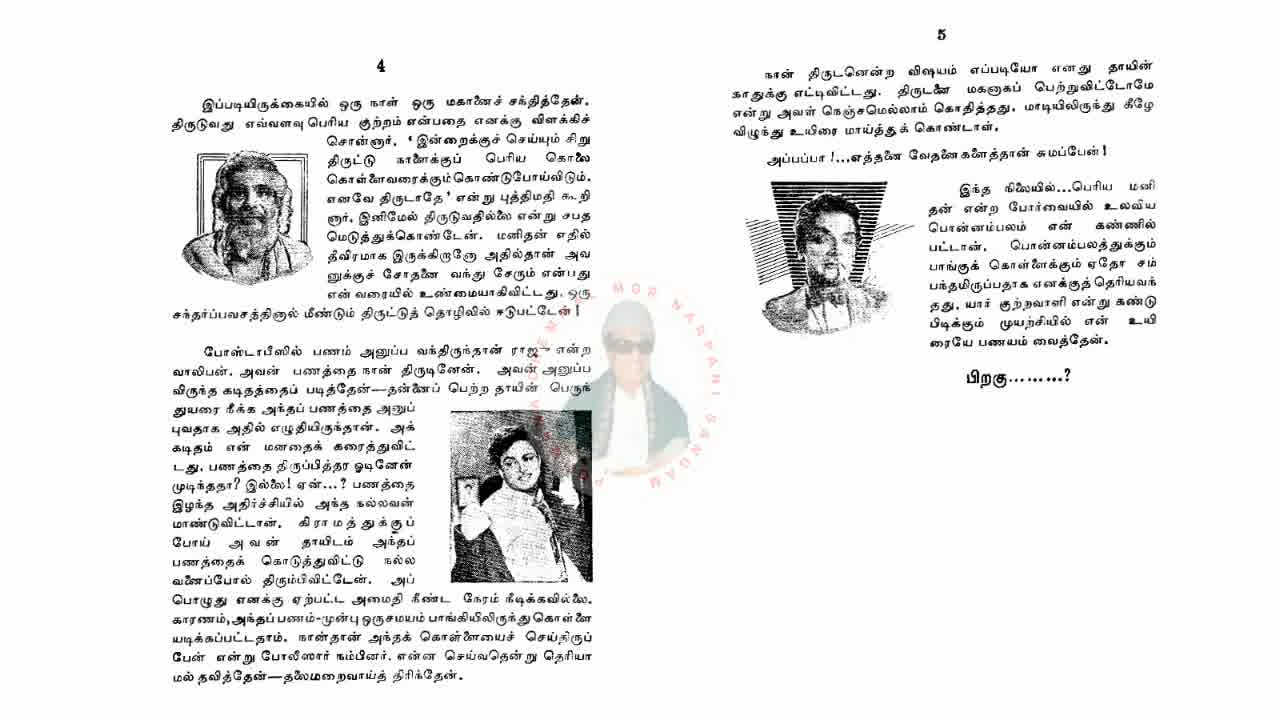 4
இப்படியிருக்கையில் ஒரு நாள் ஒரு மகானைச் சந்தித்தேன்.
திருடுவது எவ்வளவு பெரிய குற்றம் என்பதை எனக்கு விளக்கிச்
சொன்னார். ‘இன்றைக்குச் செய்யும் சிறு
திருட்டு நாளைக்குப் பெரிய கொலை
கொள்ளைவரைக்கும்கொண்டுபோய்விடும்.
எனவே திருடாதே’ என்று புத்திமதி கூறி
னார். இனிமேல் திருடுவதில்லை என்று சபத
மெடுத்துக்கொண்டேன். மனிதன் எதில்
தீவிரமாக இருக்கிறானோ அதில்தான் அவ
னுக்குச் சோதனை வந்து சேரும் என்பது
என் வரையில் உண்மையாகிவிட்டது. ஒரு
சந்தர்ப்பவசத்தினால் மீண்டும் திருட்டுத் தொழிலில் ஈடுபட்டேன்!
போஸ்டாபீஸில் பணம் அனுப்ப வந்திருந்தான் ராஜு என்ற
வாலிபன். அவன் பணத்தை நான் திருடினேன். அவன் அனுப்ப
விருந்த கடிதத்தைப் படித்தேன்—தன்னைப் பெற்ற தாயின் பெருந்
துயரை நீக்க அந்தப் பணத்தை அனுப்
புவதாக அதில் எழுதியிருந்தான். அக்
கடிதம் என் மனதைக் கரைத்துவிட்
டது. பணத்தை திருப்பித்தர ஓடினேன்
முடிந்ததா? இல்லை! ஏன்...? பணத்தை
இழந்த அதிர்ச்சியில் அந்த நல்லவன்
மாண்டுவிட்டான். கிராமத்துக்குப்
போய் அவன் தாயிடம் அந்தப்
பணத்தைக் கொடுத்துவிட்டு நல்ல
வனைப்போல் திரும்பிவிட்டேன். அப்
பொழுது எனக்கு ஏற்பட்ட அமைதி நீண்ட நேரம் நீடிக்கவில்லை.
காரணம், அந்தப் பணம்-முன்பு ஒருசமயம் பாங்கியிலிருந்து கொள்ளை
யடிக்கப்பட்டதாம். நான்தான் அந்தக் கொள்ளையைச் செய்திருப்
பேன் என்று போலீஸார் நம்பினர். என்ன செய்வதென்று தெரியா
மல் தவித்தேன்—தலைமறைவாய்த் திரிந்தேன்.
5
நான் திருடனென்ற விஷயம் எப்படியோ எனது தாயின்
காதுக்கு எட்டிவிட்டது. திருடனை மகனாகப் பெற்றுவிட்டோமே
என்று அவள் நெஞ்சமெல்லாம் கொதித்தது. மாடியிலிருந்து கீழே
விழுந்து உயிரை மாய்த்துக் கொண்டாள்.
அப்பப்பா!...எத்தனை வேதனைகளைத்தான் சுமப்பேன்!
இந்த நிலையில்...பெரிய மனி
தன் என்ற போர்வையில் உலவிய
பொன்னம்பலம் என் கண்ணில்
பட்டான். பொன்னம்பலத்துக்கும்
பாங்குக் கொள்ளைக்கும் ஏதோ சம்
பந்தமிருப்பதாக எனக்குத் தெரியவந்
தது. யார் குற்றவாளி என்று கண்டு
பிடிக்கும் முயற்சியில் என் உயி
ரையே பணயம் வைத்தேன்.
பிறகு.........?
MGR NARPANI SANGAM